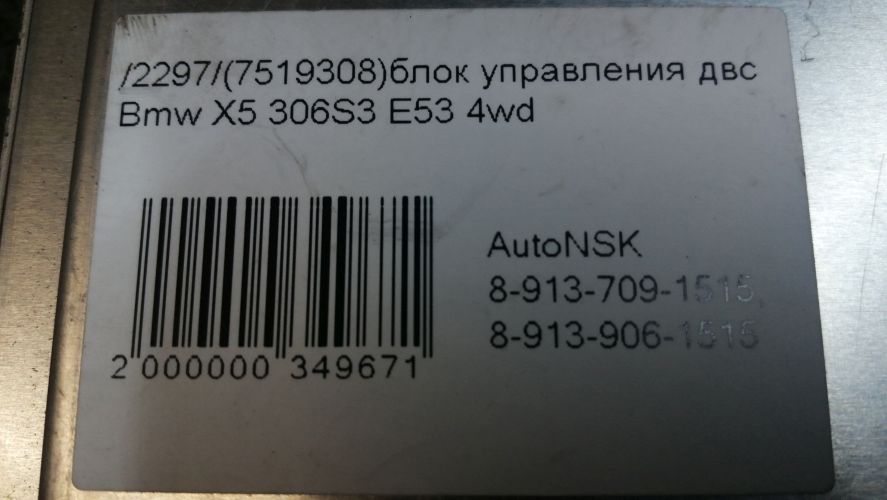 /2297/(7519308)блок управления двс
Bmw X5 306S3 E53 4wd
AutoNSK
8-913-709-1515,
8-913-906-1515
2 000000 349671